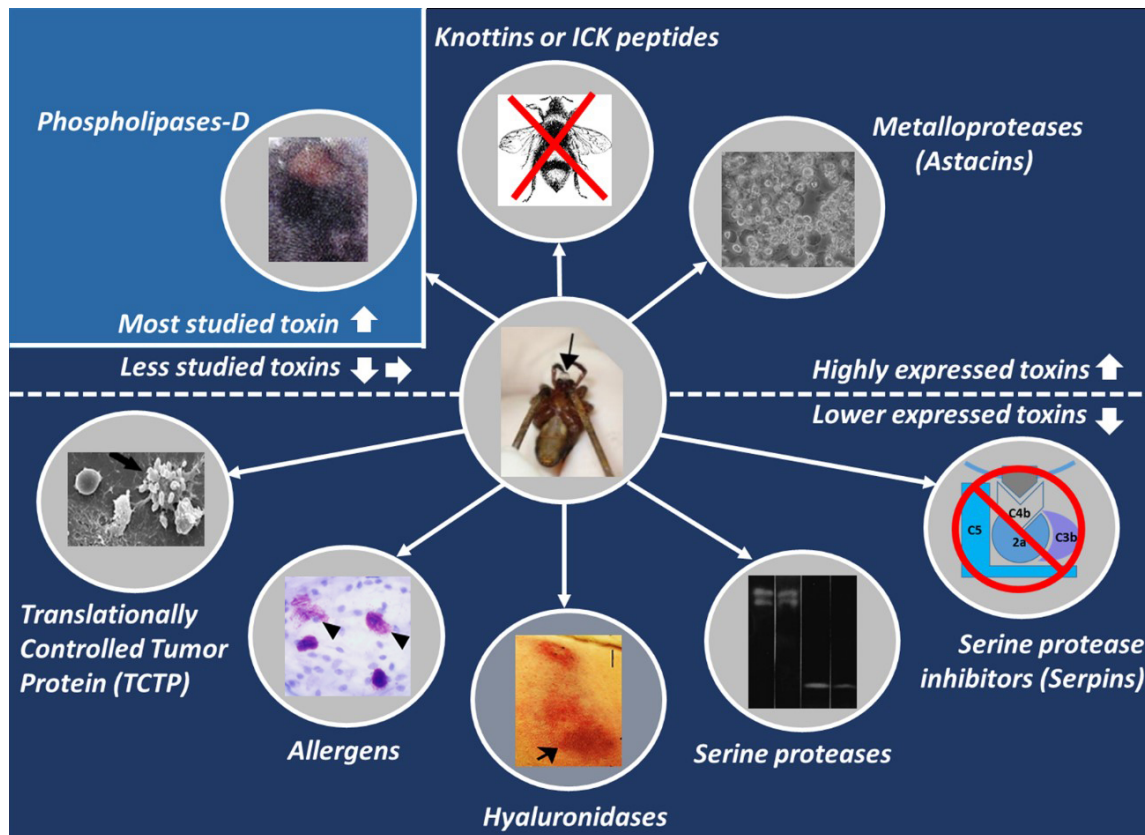 Knottins or ICK peptides
Phospholipases-D
Metalloproteases
(Astacins)
Most studied toxin
Less studied toxins
Highly expressed toxins
Lower expressed toxins
C4b
C5
2a
C3b
Translationally
Controlled Tumor
Protein (TCTP)
Serine protease
inhibitors (Serpins)
Allergens
Serine proteases
Hyaluronidases